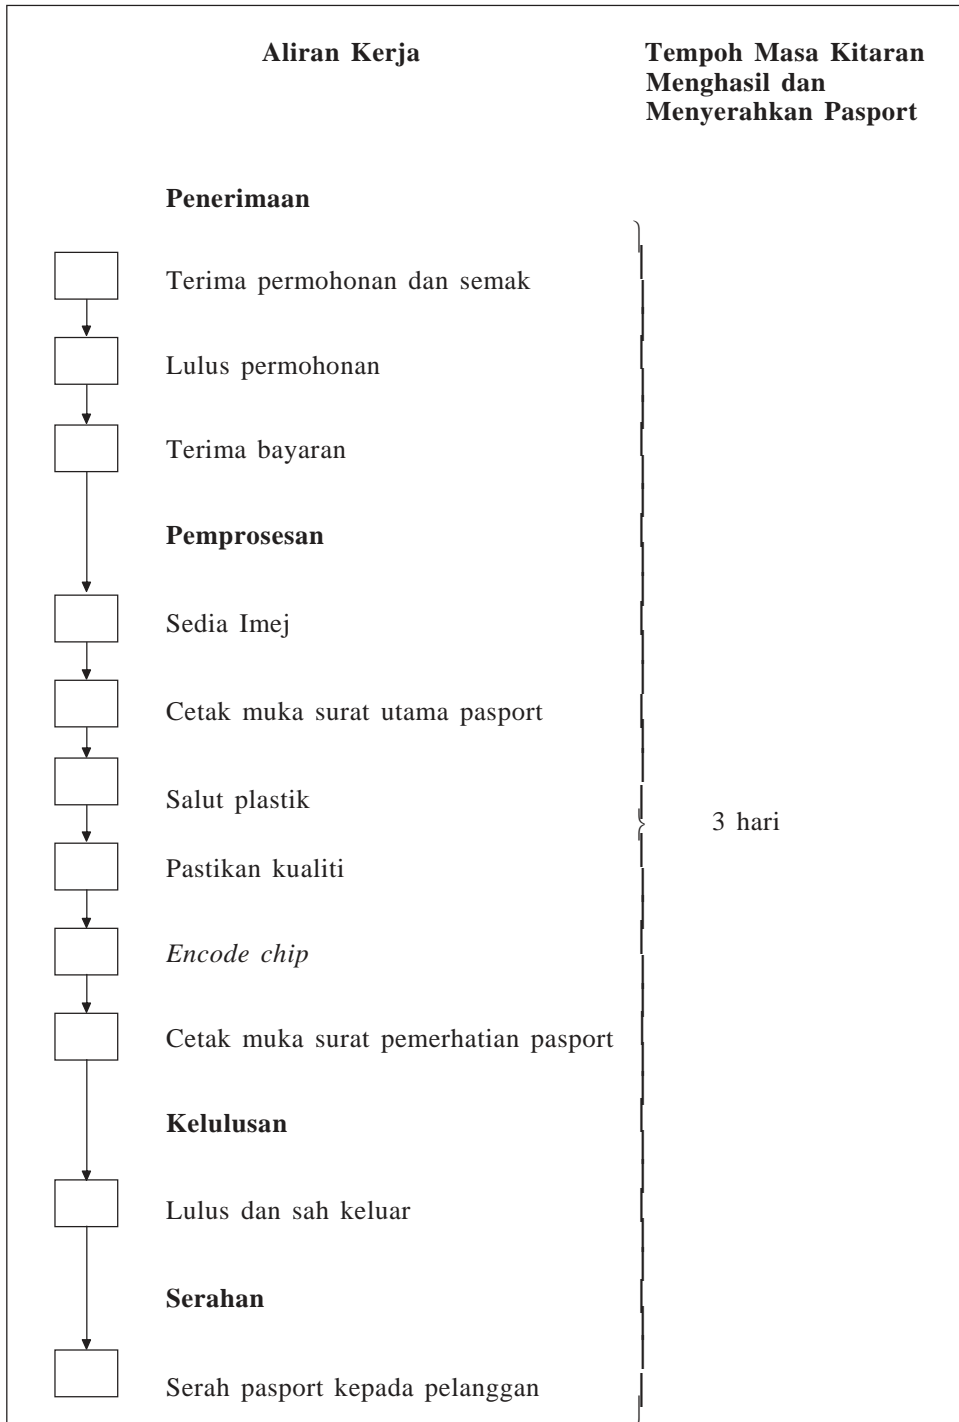 Aliran Kerja
Tempoh Masa Kitaran
Menghasil dan
Menyerahkan Pasport
Penerimaan
Terima permohonan dan semak
Lulus permohonan
Terima bayaran
Pemprosesan
Sedia Imej
Cetak muka surat utama pasport
Salut plastik
3 hari
Pastikan kualiti
Encode chip
Cetak muka surat pemerhatian pasport
Kelulusan
Lulus dan sah keluar
Serahan
Serah pasport kepada pelanggan